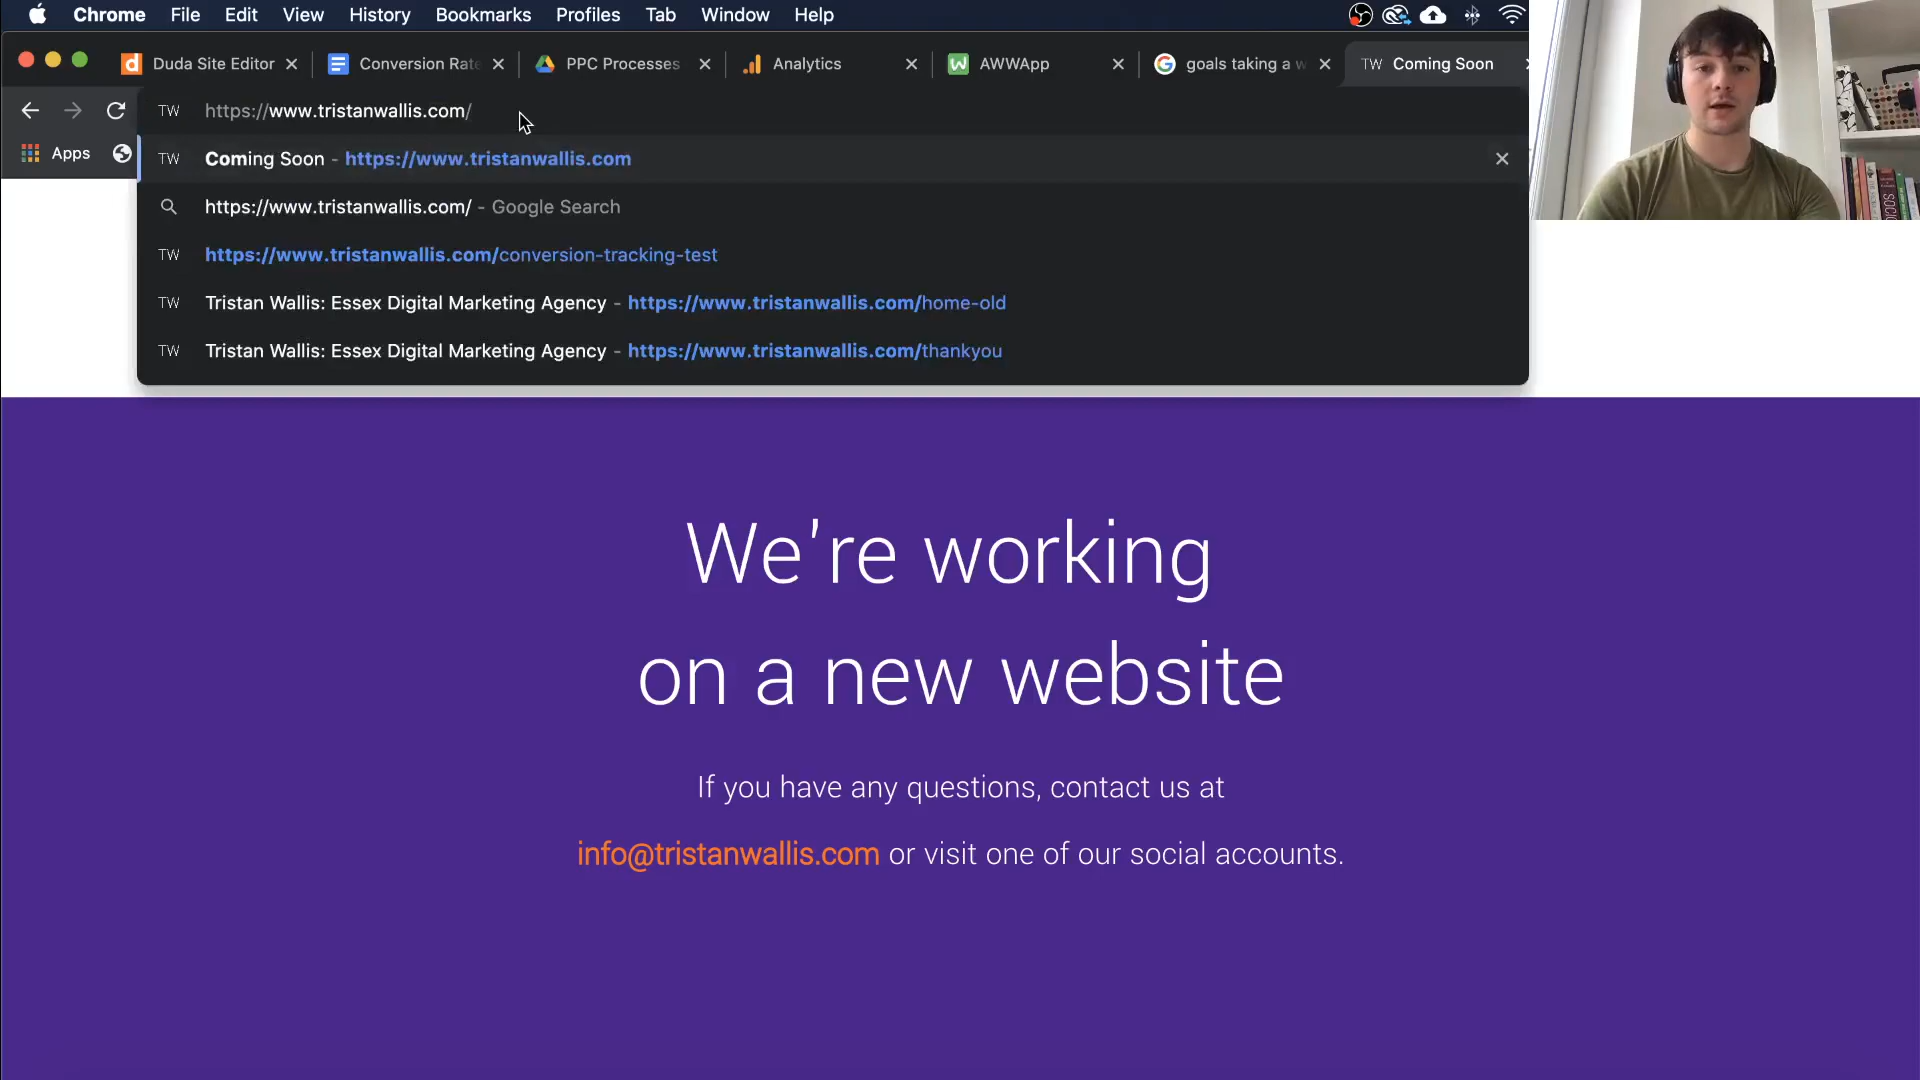 Chrome File Edit View History Bookmarks Profiles Tab Window Help
Duda Site Editor Conversion Rate PPC Processes Analytics AWWApp goals taking a w TW Coming Soon
TW https://www.tristanwallis.com/
Apps
TW Coming Soon - https://www.tristanwallis.com
https://www.tristanwallis.com/ - Google Search
TW https://www.tristanwallis.com/conversion-tracking-test
TW Tristan Wallis: Essex Digital Marketing Agency - https://www.tristanwallis.com/home-old
TW Tristan Wallis: Essex Digital Marketing Agency - https://www.tristanwallis.com/thankyou
We're working
on a new website
If you have any questions, contact us at
info@tristanwallis.com or visit one of our social accounts.